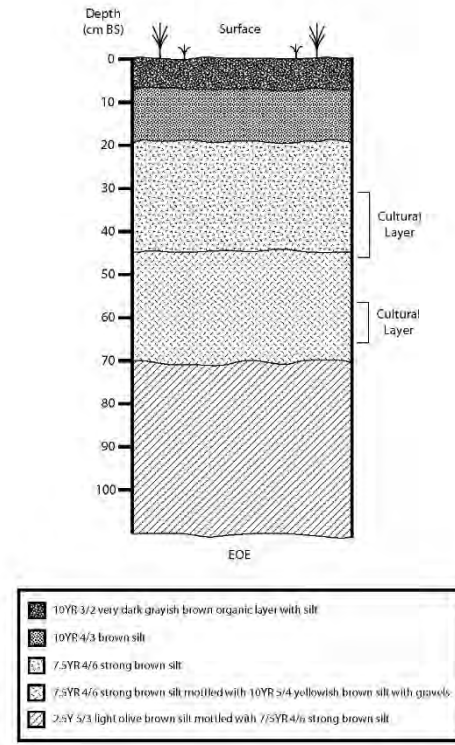 Depth
(cm BS)
Surface
0
10
20
30
40
50
60
70
80
90
100
Cultural
Layer
Cultural
Layer
EOE
10YR 3/2 very dark grayish brown organic layer with silt
10YR 4/3 brown silt
7.5YR 4/6 strong brown silt
7.5YR 4/6 strong brown silt mottled with 10YR 5/4 yellowish brown silt with gravels
2.5Y 5/3 light olive brown silt mottled with 7/5YR 4/6 strong brown silt